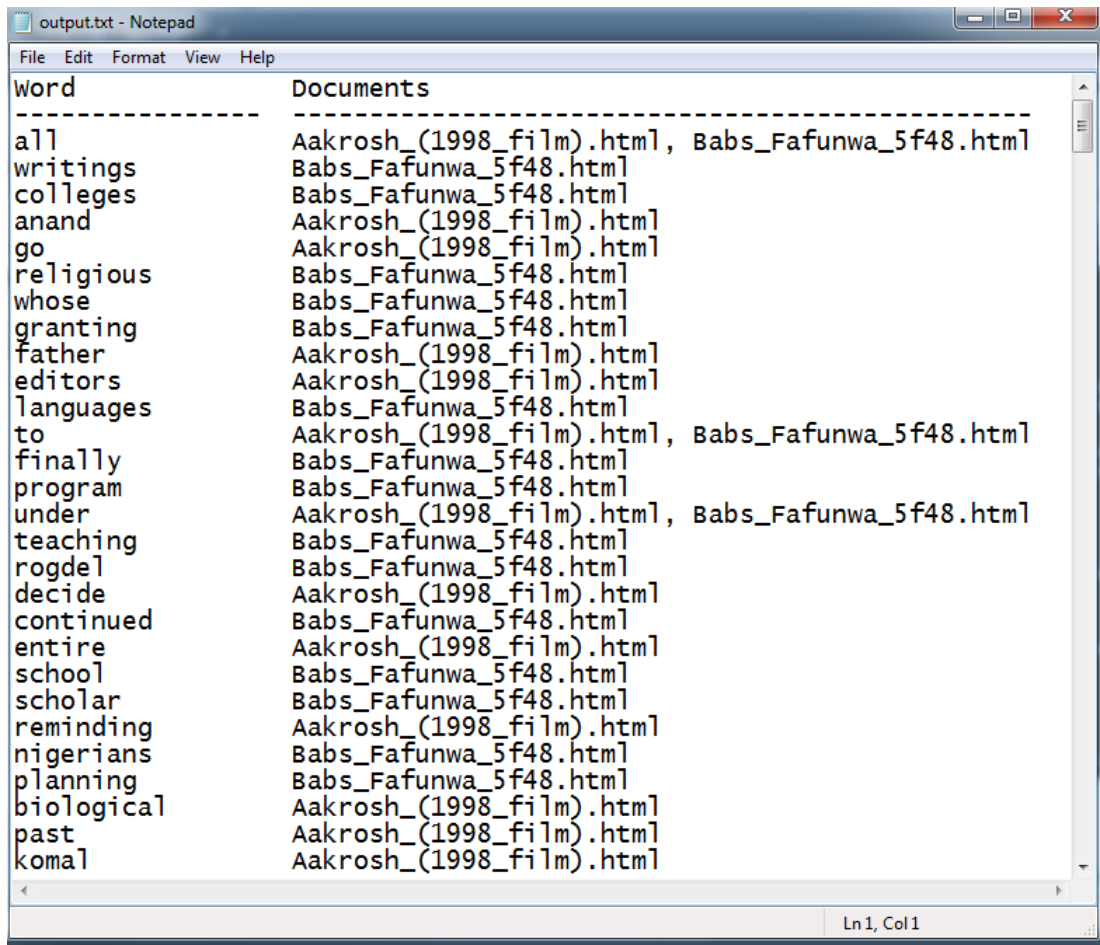 output.txt - Notepad
File Edit Format View Help
Word Documents
---------------- ------------------------------------------------
all Aakrosh_(1998_film).html, Babs_Fafunwa_5f48.html
writings Babs_Fafunwa_5f48.html
colleges Babs_Fafunwa_5f48.html
anand Aakrosh_(1998_film).html
go Aakrosh_(1998_film).html
religious Babs_Fafunwa_5f48.html
whose Babs_Fafunwa_5f48.html
granting Babs_Fafunwa_5f48.html
father Aakrosh_(1998_film).html
editors Aakrosh_(1998_film).html
languages Babs_Fafunwa_5f48.html
to Aakrosh_(1998_film).html, Babs_Fafunwa_5f48.html
finally Babs_Fafunwa_5f48.html
program Babs_Fafunwa_5f48.html
under Aakrosh_(1998_film).html, Babs_Fafunwa_5f48.html
teaching Babs_Fafunwa_5f48.html
rogdel Babs_Fafunwa_5f48.html
decide Aakrosh_(1998_film).html
continued Babs_Fafunwa_5f48.html
entire Aakrosh_(1998_film).html
school Babs_Fafunwa_5f48.html
scholar Babs_Fafunwa_5f48.html
reminding Aakrosh_(1998_film).html
nigerians Babs_Fafunwa_5f48.html
planning Babs_Fafunwa_5f48.html
biological Aakrosh_(1998_film).html
past Aakrosh_(1998_film).html
komal Aakrosh_(1998_film).html
Ln 1, Col 1